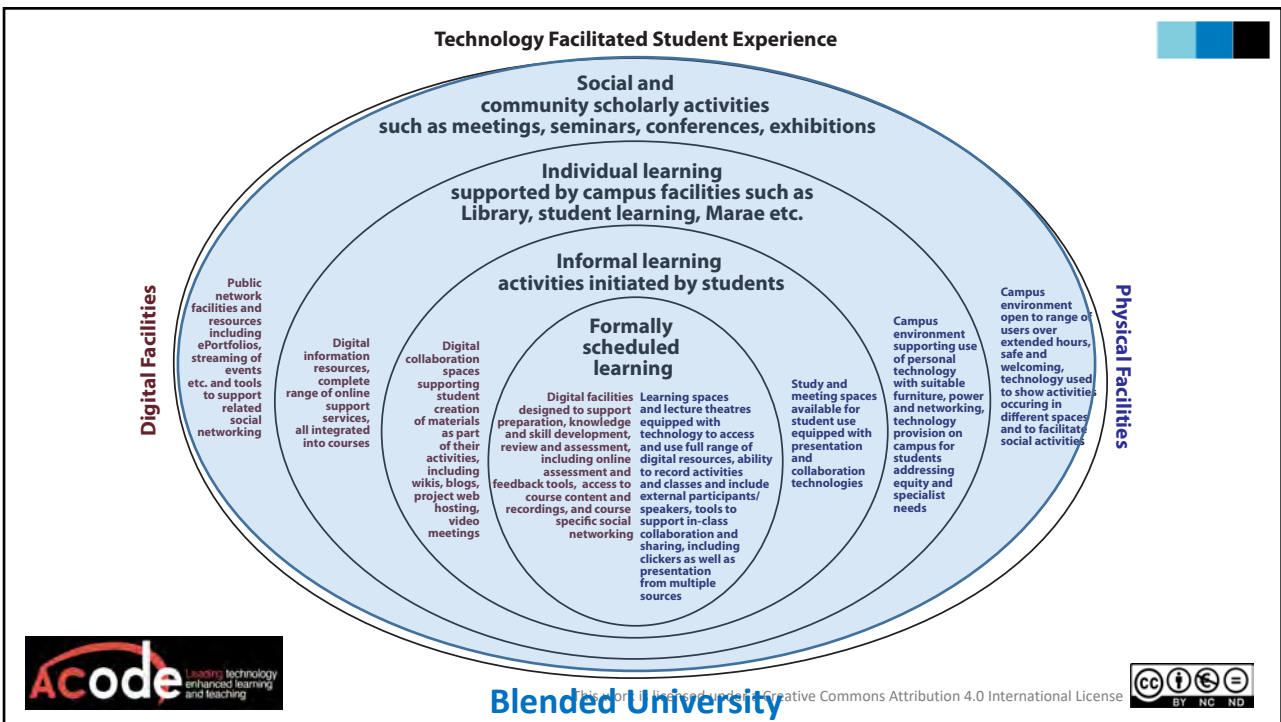 Technology Facilitated Student Experience
Social and
community scholarly activities
such as meetings, seminars, conferences, exhibitions
Individual learning
supported by campus facilities such as
Library, student learning, Marae etc.
Informal learning
activities initiated by students
Formally
scheduled
learning
Digital Facilities
Public
network
facilities and
resources
including
ePortfolios,
streaming of
events
etc. and tools
to support
related
social
networking
Digital
information
resources,
complete
range of online
support
services,
all integrated
into courses
Digital
collaboration
spaces
supporting
student
creation
of materials
as part
of their
activities,
including
wikis, blogs,
project web
hosting,
video
meetings
Digital facilities
designed to support
preparation, knowledge
and skill development,
review and assessment,
including online
assessment and
feedback tools, access to
course content and
recordings, and course
specific social
networking
Learning spaces
and lecture theatres
equipped with
technology to access
and use full range of
digital resources, ability
to record activities
and classes and include
external participants/
speakers, tools to
support in-class
collaboration and
sharing, including
clickers as well as
presentation
from multiple
sources
Study and
meeting spaces
available for
student use
equipped with
presentation
and
collaboration
technologies
Campus
environment
supporting use
of personal
technology
with suitable
furniture, power
and networking,
technology
provision on
campus for
students
addressing
equity and
specialist
needs
Campus
environment
open to range of
users over
extended hours,
safe and
welcoming,
technology used
to show activities
occuring in
different spaces
and to facilitate
social activities
Physical Facilities
ACode
Leading technology
enhanced learning
and teaching
Blended University
This work is licensed under a Creative Commons Attribution 4.0 International License
cc
BY NC ND